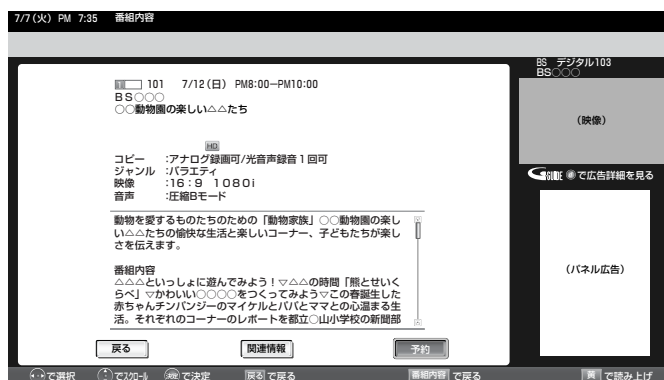 7/7(火) PM 7:35 番組内容
BS デジタル103
BS○○○
101 7/12(日) PM8:00ーPM10:00
BS○○○
○○動物園の楽しい△△たち
HD
コピー :アナログ録画可/光音声録音1回可
ジャンル :バラエティ
映像 :16:9 1080i
音声 :圧縮Bモード
動物を愛するものたちのための「動物家族」○○動物園の楽し
い△△たちの愉快な生活と楽しいコーナー、子どもたちが楽し
さを伝えます。
番組内容
△△△といっしょに遊んでみよう!▽△△の時間「熊とせいく
らべ」▽かわいい○○○○をつくってみよう▽この春誕生した
赤ちゃんチンパンジーのマイケルとパパとママとの心温まる生
活。それぞれのコーナーのレポートを都立○山小学校の新聞部
(映像)
GUIDE で広告詳細を見る
(パネル広告)
戻る 関連情報 予約
で選択 でスクロール 決定 で決定 戻る で戻る 番組内容 で戻る 黄 で読み上げ